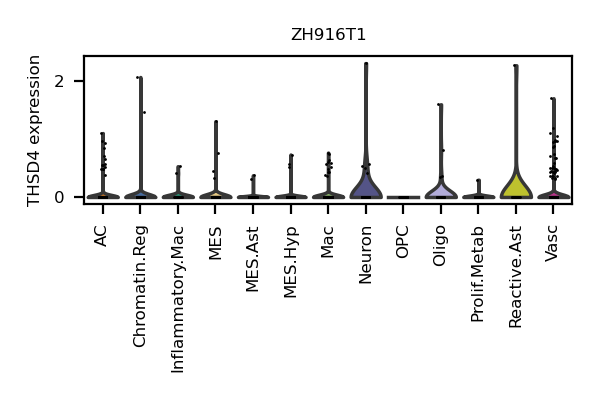 ZH916T1
THSD4 expression
2
0
AC
Chromatin.Reg
Inflammatory.Mac
MES
MES.Ast
MES.Hyp
Mac
Neuron
OPC
Oligo
Prolif.Metab
Reactive.Ast
Vasc